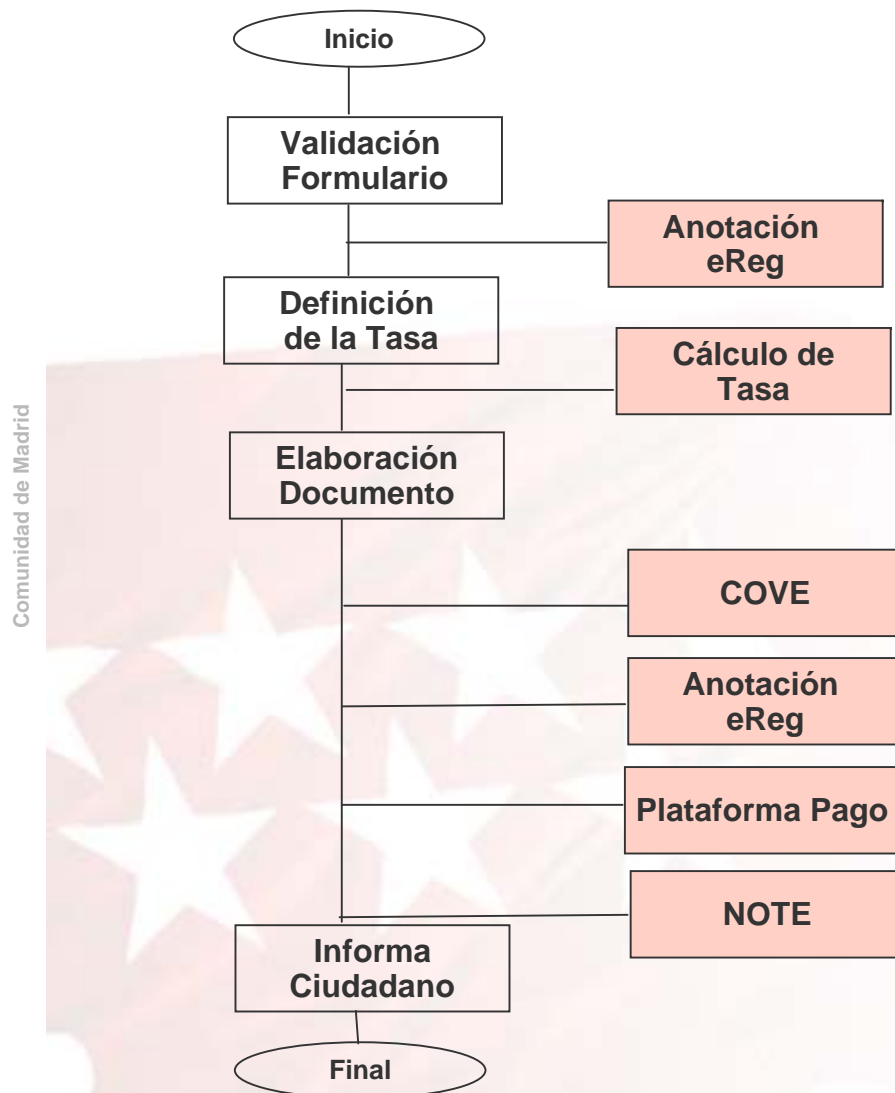 Inicio
Validación
Formulario
Anotación
eReg
Definición
de la Tasa
Cálculo de
Tasa
Elaboración
Documento
COVE
Anotación
eReg
Plataforma Pago
NOTE
Informa
Ciudadano
Final
Comunidad de Madrid